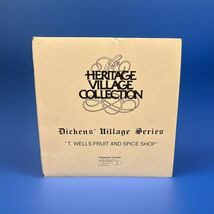 The
HERITAGE
VILLAGE
COLLECTION
Dickens' Village Series
"T. WELLS FRUIT AND SPICE SHOP"